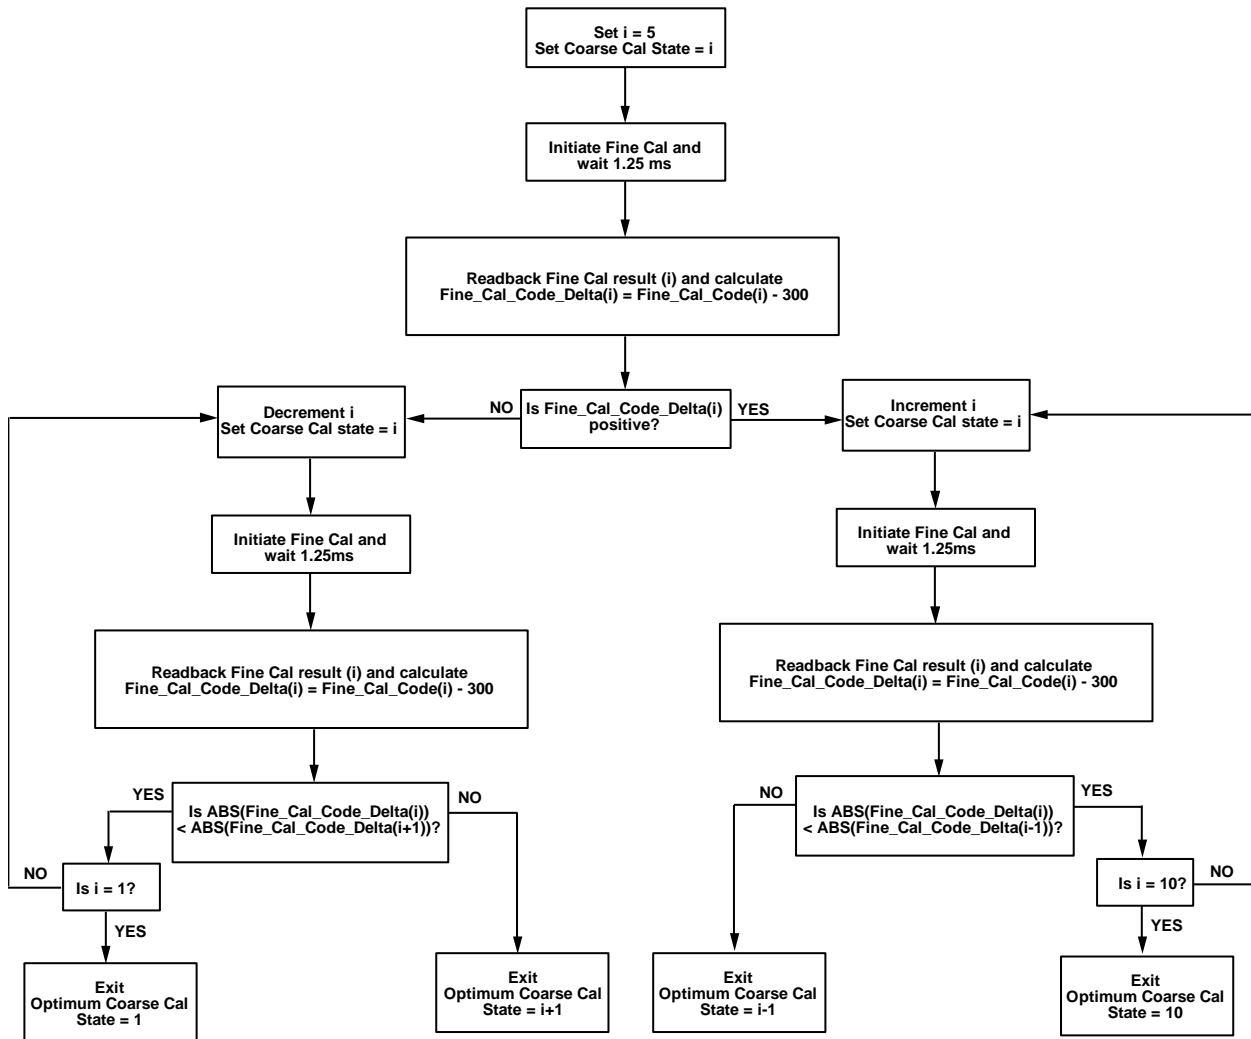 Set i = 5
Set Coarse Cal State = i
Initiate Fine Cal and
wait 1.25 ms
Readback Fine Cal result (i) and calculate
Fine_Cal_Code_Delta(i) = Fine_Cal_Code(i) - 300
Decrement i
Set Coarse Cal state = i
NO
Is Fine_Cal_Code_Delta(i)
positive?
YES
Increment i
Set Coarse Cal state = i
Initiate Fine Cal and
wait 1.25ms
Initiate Fine Cal and
wait 1.25ms
Readback Fine Cal result (i) and calculate
Fine_Cal_Code_Delta(i) = Fine_Cal_Code(i) - 300
Readback Fine Cal result (i) and calculate
Fine_Cal_Code_Delta(i) = Fine_Cal_Code(i) - 300
YES
Is ABS(Fine_Cal_Code_Delta(i))
< ABS(Fine_Cal_Code_Delta(i+1))?
NO
NO
Is ABS(Fine_Cal_Code_Delta(i))
< ABS(Fine_Cal_Code_Delta(i-1))?
YES
NO
Is i = 1?
YES
Is i = 10?
NO
YES
Exit
Optimum Coarse Cal
State = 1
Exit
Optimum Coarse Cal
State = i+1
Exit
Optimum Coarse Cal
State = i-1
Exit
Optimum Coarse Cal
State = 10